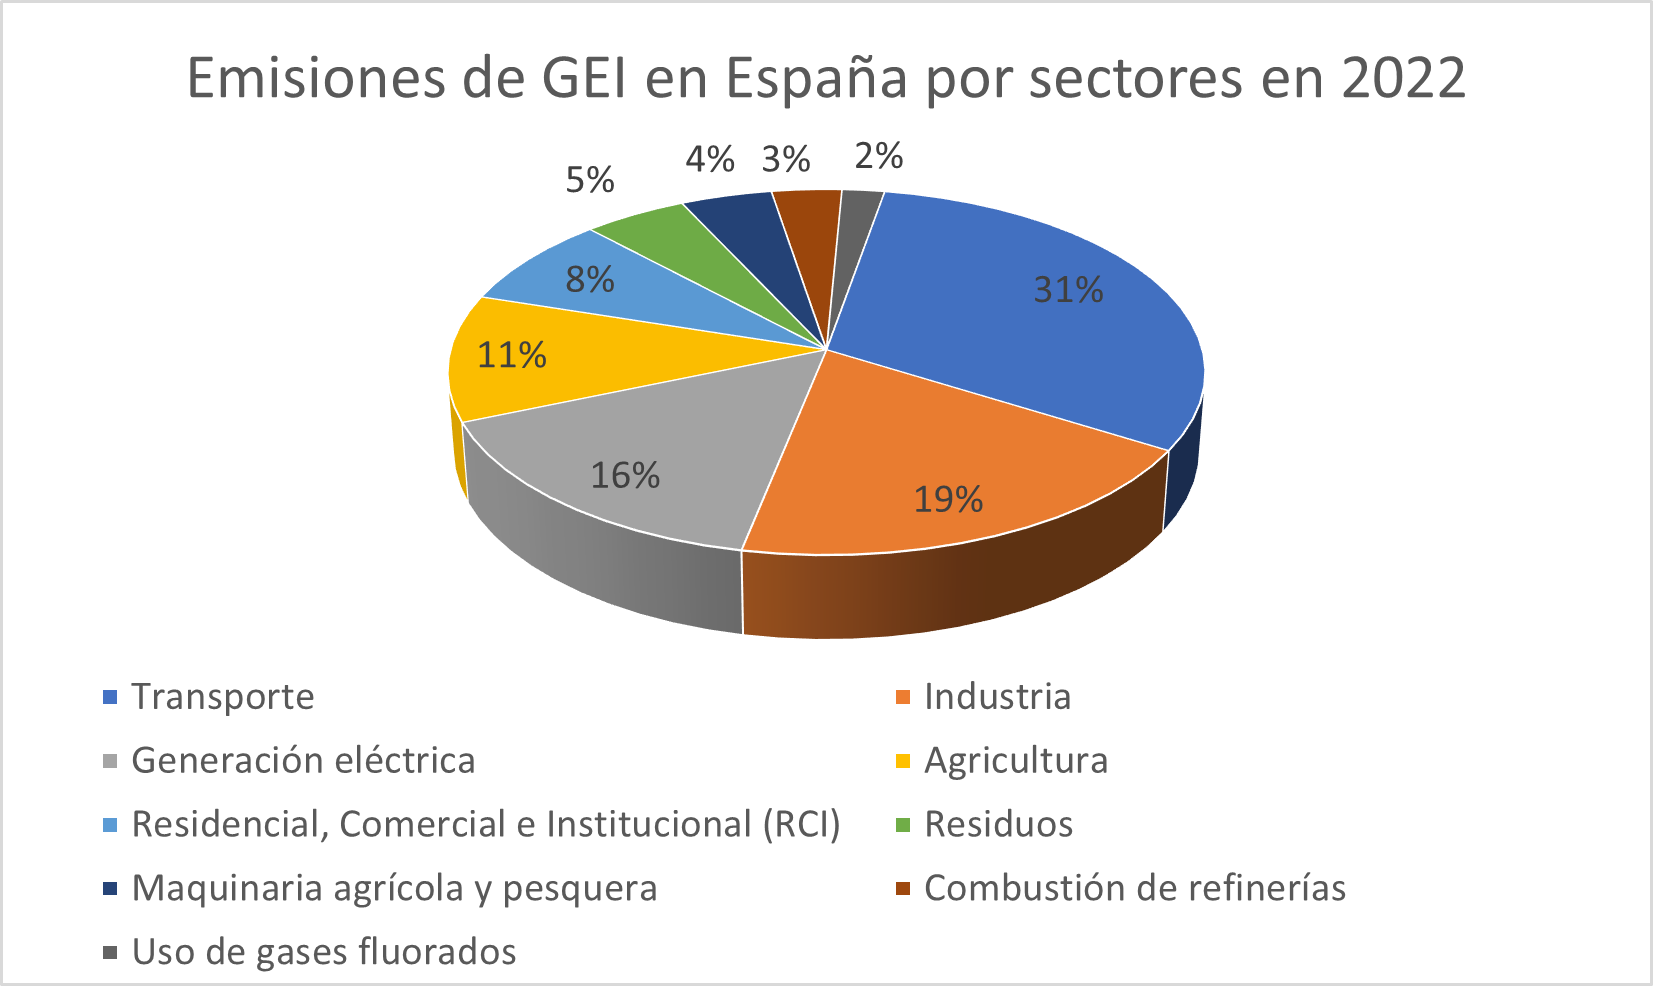 Emisiones de GEI en España por sectores en 2022
5%
4%
3%
2%
31%
8%
11%
16%
19%
Transporte
Industria
Generación eléctrica
Agricultura
Residencial, Comercial e Institucional (RCI)
Residuos
Maquinaria agrícola y pesquera
Combustión de refinerías
Uso de gases fluorados